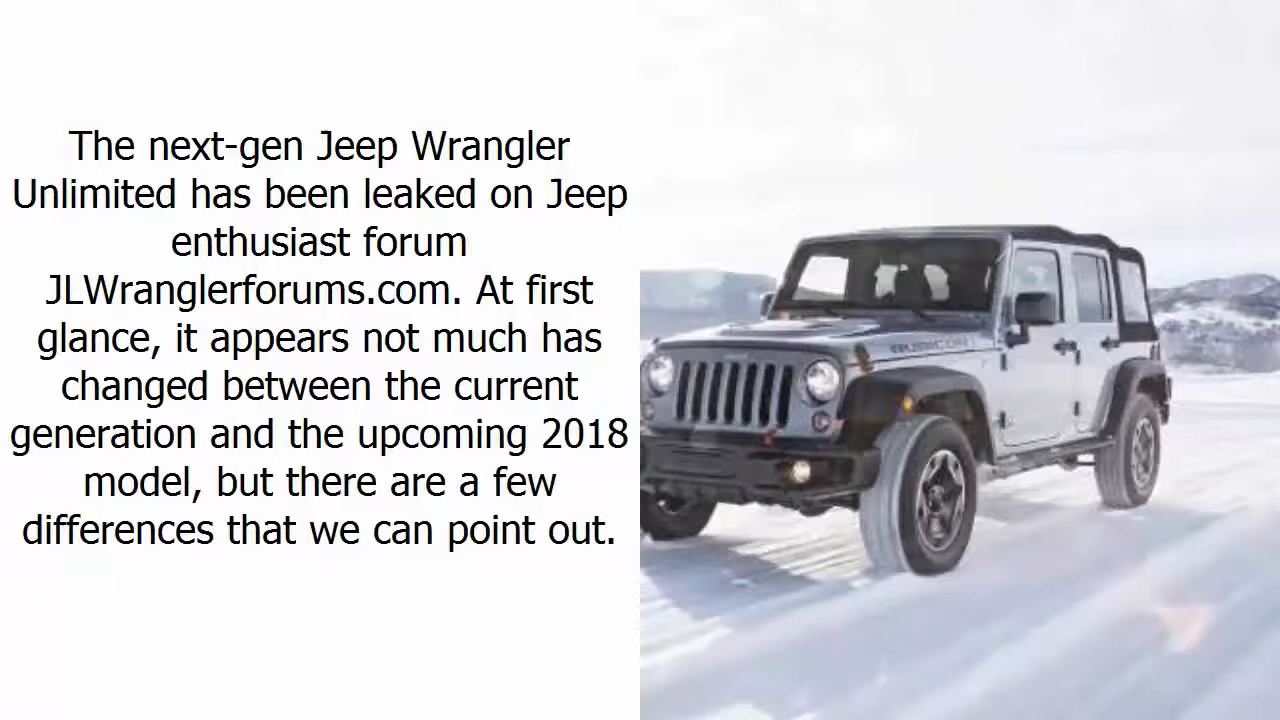 The next-gen Jeep Wrangler
Unlimited has been leaked on Jeep
enthusiast forum
JLWranglerforums.com. At first
glance, it appears not much has
changed between the current
generation and the upcoming 2018
model, but there are a few
differences that we can point out.
RUBICON